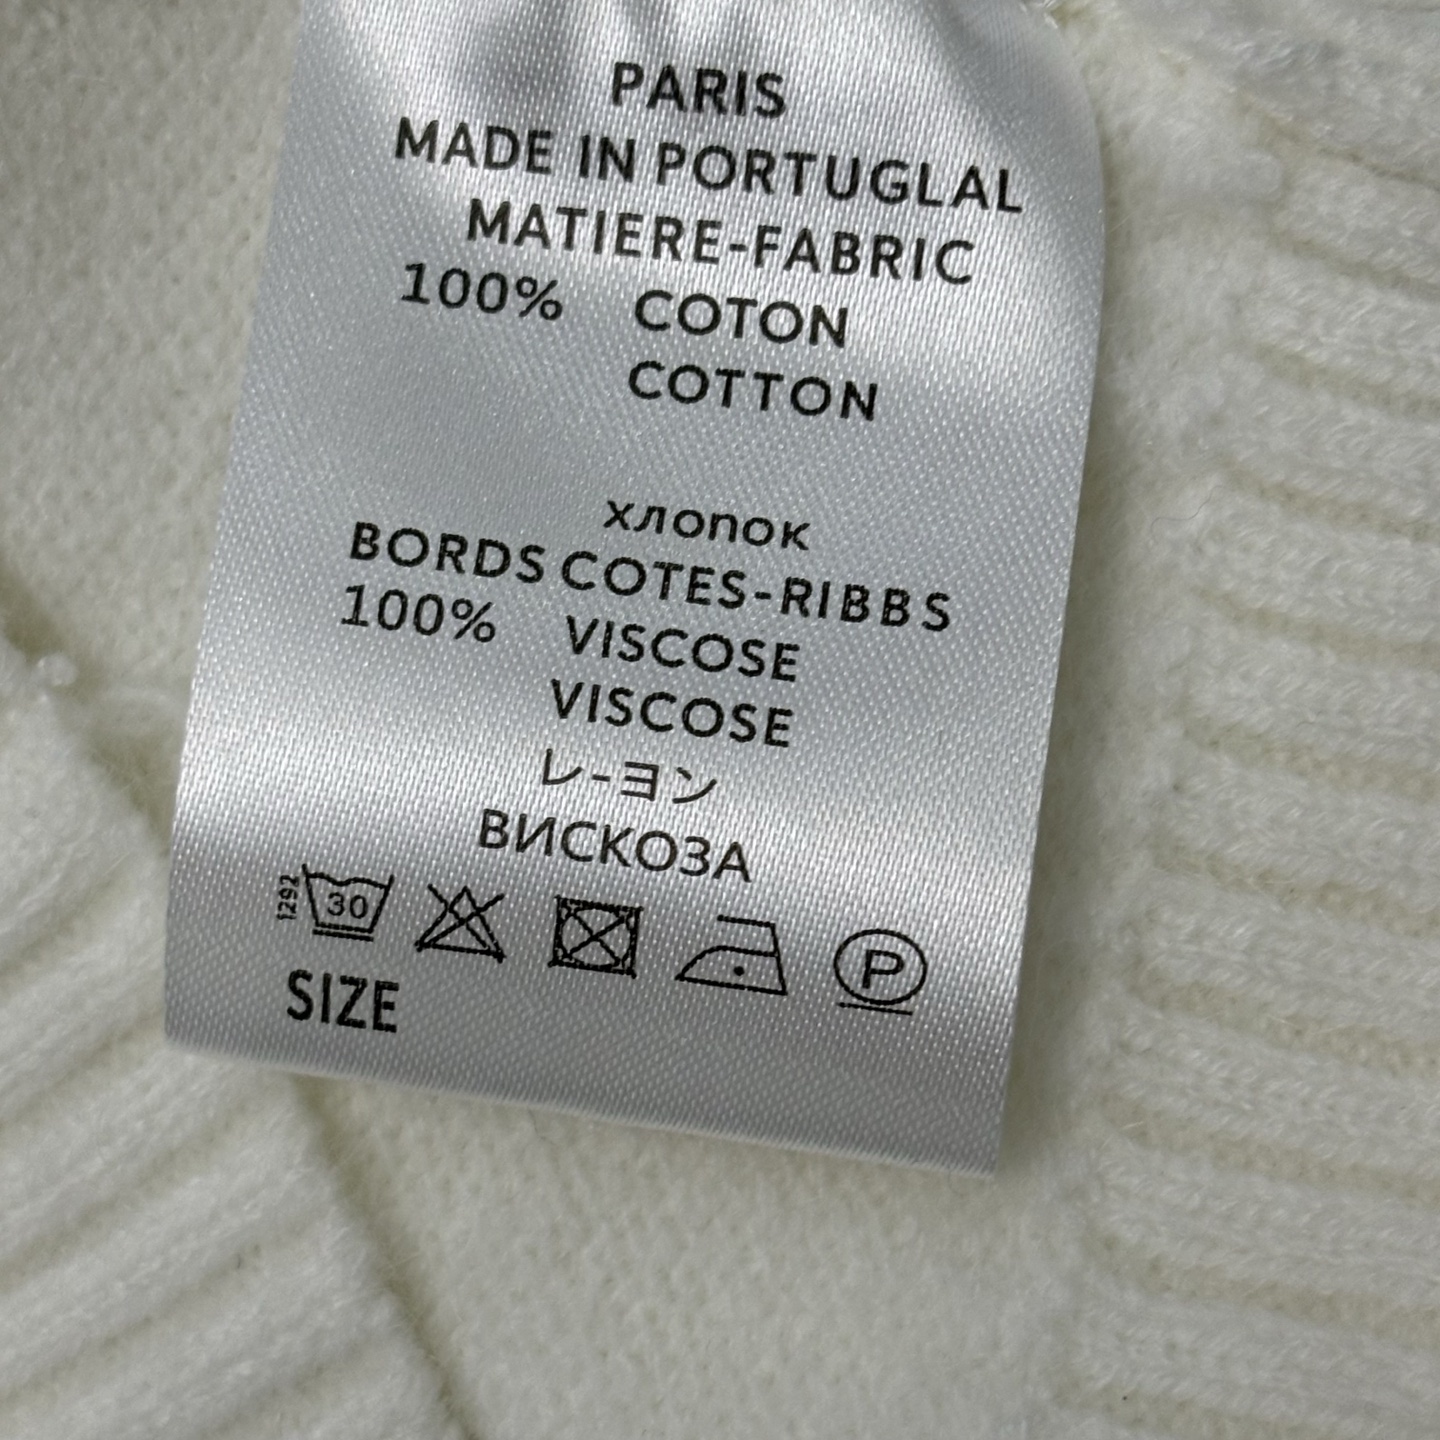 PARIS
MADE IN PORTUGLAL
MATIERE-FABRIC
100% COTON
COTTON
хлопок
BORDS COTES-RIBBS
100% VISCOSE
VISCOSE
レ-ヨン
ВИСКОЗА
1292 30 P
SIZE